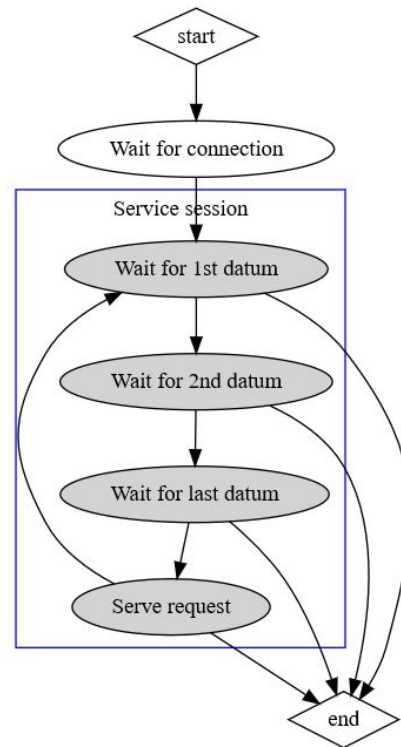 start
Wait for connection
Service session
Wait for 1st datum
Wait for 2nd datum
Wait for last datum
Serve request
end